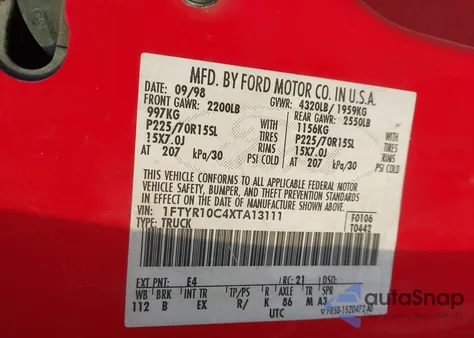 MFD. BY FORD MOTOR CO. IN U.S.A.
DATE: 09/98 GVWR: 4320LB/ 1959KG
FRONT GAWR: 2200LB REAR GAWR: 2550LB
997KG 1156KG
P225/70R15SL TIRES P225/70R15SL TIRES
15X7.0J RIMS 15X7.0J RIMS
AT 207 kPa/30 PSI COLD AT 207 kPa/30 PSI COLD
THIS VEHICLE CONFORMS TO ALL APPLICABLE FEDERAL MOTOR
VEHICLE SAFETY, BUMPER, AND THEFT PREVENTION STANDARDS
IN EFFECT ON THE DATE OF MANUFACTURE SHOWN ABOVE.
VIN: 1FTYR10C4XTA13111 F0106
TYPE: TRUCK T0442
EXT PNT: E4 RC: 21 DSO:
WB BRK INT TR TP/PS R AXLE M SPR
112 B EX R/ K 86 M A3
UTC
autoSnap